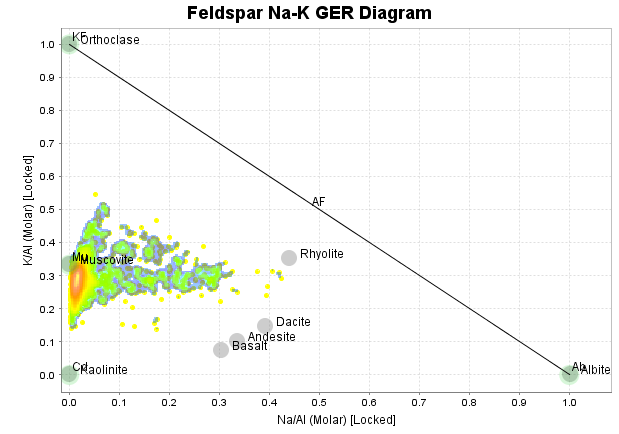 Feldspar Na-K GER Diagram
KF Orthoclase
1.0
0.9
0.8
0.7
0.6
0.5
0.4
0.3
0.2
0.1
0.0
K/Al (Molar) [Locked]
AF
Rhyolite
Mu Muscovite
Dacite
Andesite
Basalt
Cd Kaolinite
Ab Albite
0.0 0.1 0.2 0.3 0.4 0.5 0.6 0.7 0.8 0.9 1.0
Na/Al (Molar) [Locked]